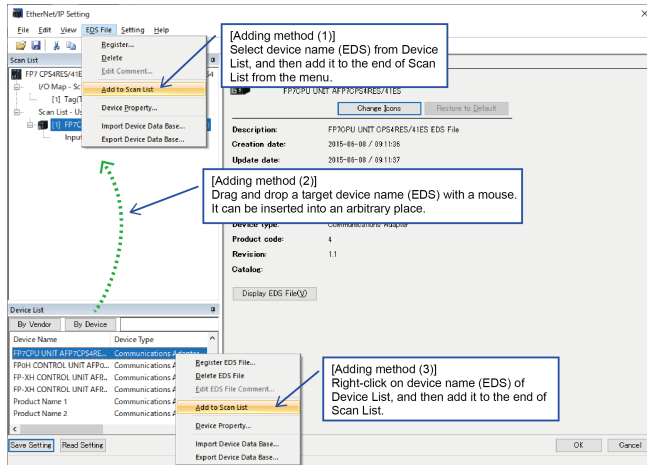 EtherNet/IP Setting
File Edit View EDS File Setting Help
Register...
Delete
Edit Comment...
Add to Scan List
Device Property...
Import Device Data Base...
Export Device Data Base...
[Adding method (1)]
Select device name (EDS) from Device
List, and then add it to the end of Scan
List from the menu.
Scan List
FP7 CPS4RES/41E
I/O Map - Sc
[1] Tag(T
Scan List - Us
[1] FP7C
Input
FP7CPU UNIT AFP7CPS4RES/41ES
Change Icons Restore to Default
Description: FP7CPU UNIT CPS4RES/41ES EDS File
Creation date: 2015-06-08 / 09:11:36
Update date: 2015-06-08 / 09:11:37
[Adding method (2)]
Drag and drop a target device name (EDS) with a mouse.
It can be inserted into an arbitrary place.
Device type: Communications Adapter
Product code: 4
Revision: 1.1
Catalog:
Display EDS File(V)
Device List
By Vendor By Device
Device Name Device Type
FP7CPU UNIT AFP7CPS4RE... Communications Adapter
FP0H CONTROL UNIT AFP0... Communications A
FP-XH CONTROL UNIT AFR... Communications A
FP-XH CONTROL UNIT AFR... Communications A
Product Name 1 Communications A
Product Name 2 Communications A
Register EDS File...
Delete EDS File
Edit EDS File Comment...
Add to Scan List
Device Property...
Import Device Data Base...
Export Device Data Base...
[Adding method (3)]
Right-click on device name (EDS) of
Device List, and then add it to the end of
Scan List.
Save Setting Read Setting OK Cancel